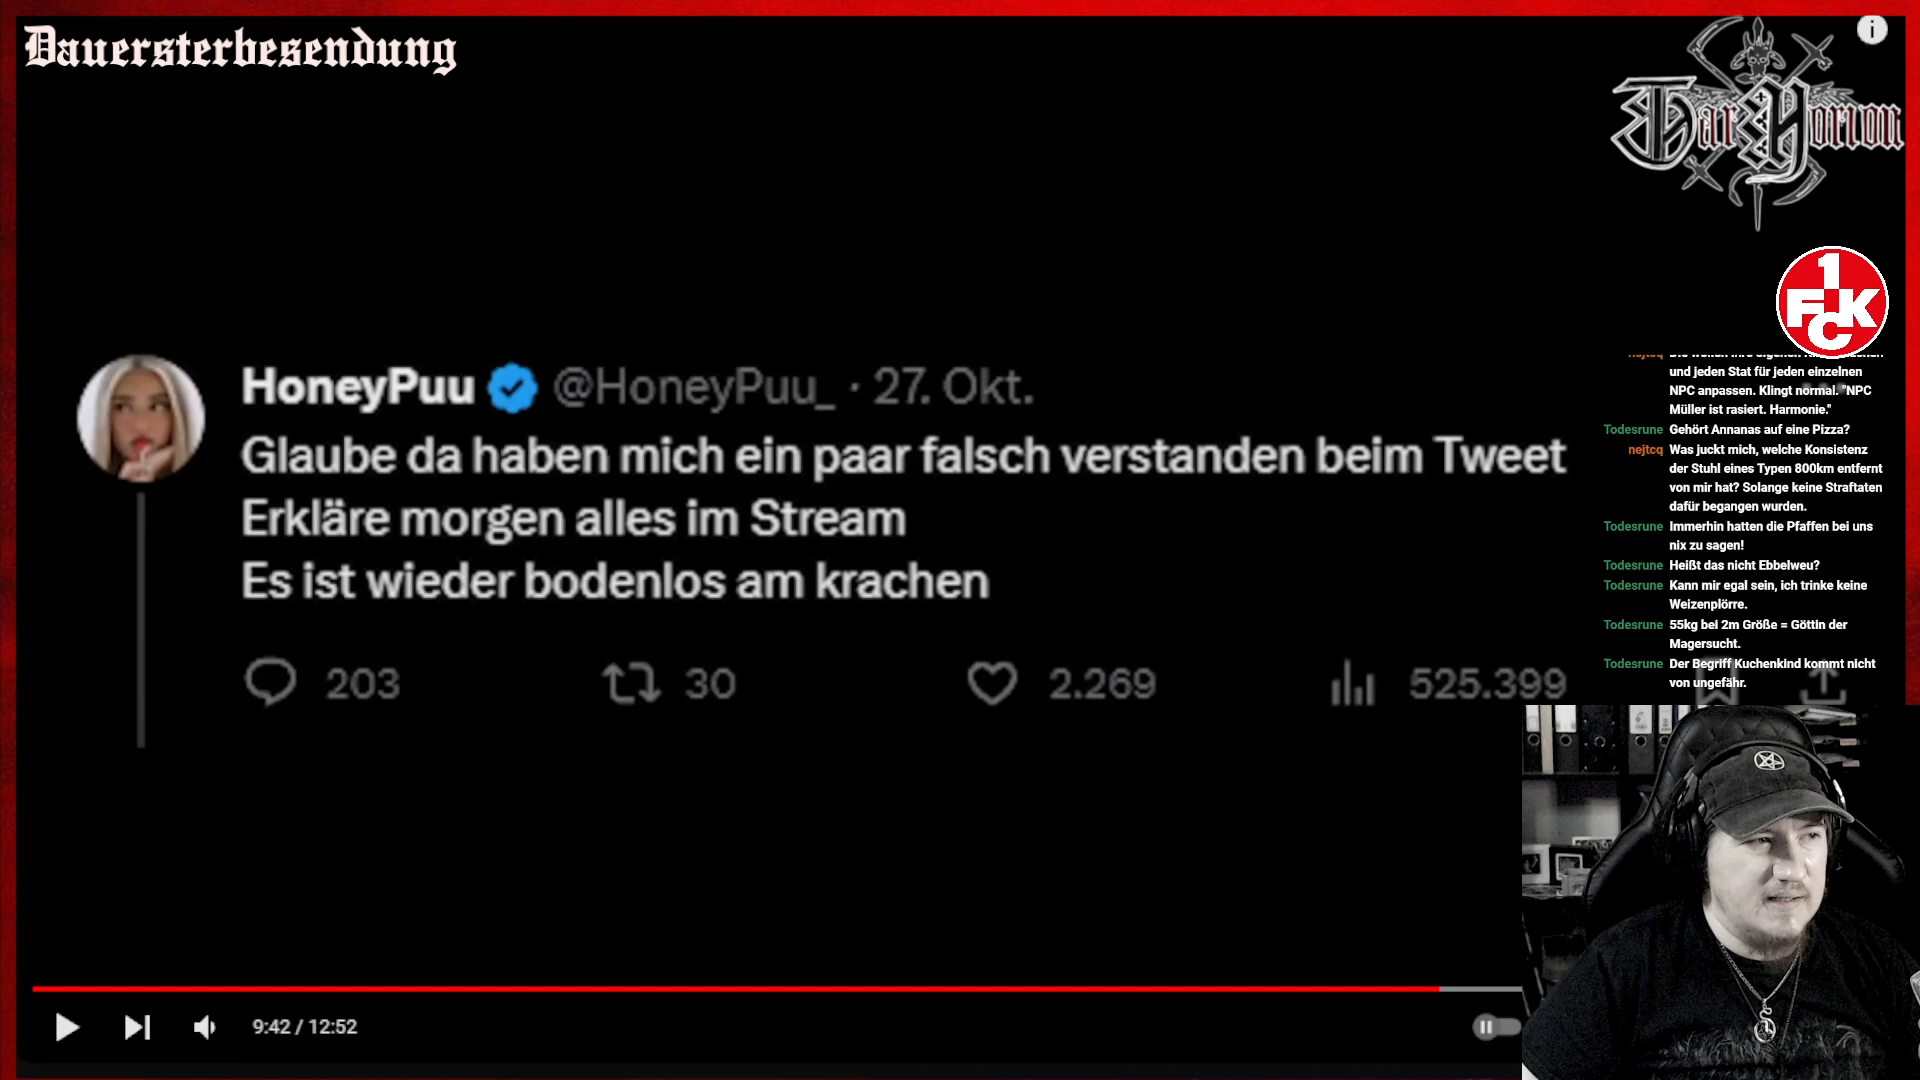 Dauersterbesendung
TarYorion
1
FCK
HoneyPuu @HoneyPuu_ · 27. Okt.
Glaube da haben mich ein paar falsch verstanden beim Tweet
Erkläre morgen alles im Stream
Es ist wieder bodenlos am krachen
203 30 2.269 525.399
nejtcq
und jeden Stat für jeden einzelnen
NPC anpassen. Klingt normal. "NPC
Müller ist rasiert. Harmonie."
Todesrune Gehört Annanas auf eine Pizza?
nejtcq Was juckt mich, welche Konsistenz
der Stuhl eines Typen 800km entfernt
von mir hat? Solange keine Straftaten
dafür begangen wurden.
Todesrune Immerhin hatten die Pfaffen bei uns
nix zu sagen!
Todesrune Heißt das nicht Ebbelweu?
Todesrune Kann mir egal sein, ich trinke keine
Weizenplörre.
Todesrune 55kg bei 2m Größe = Göttin der
Magersucht.
Todesrune Der Begriff Kuchenkind kommt nicht
von ungefähr.
9:42 / 12:52